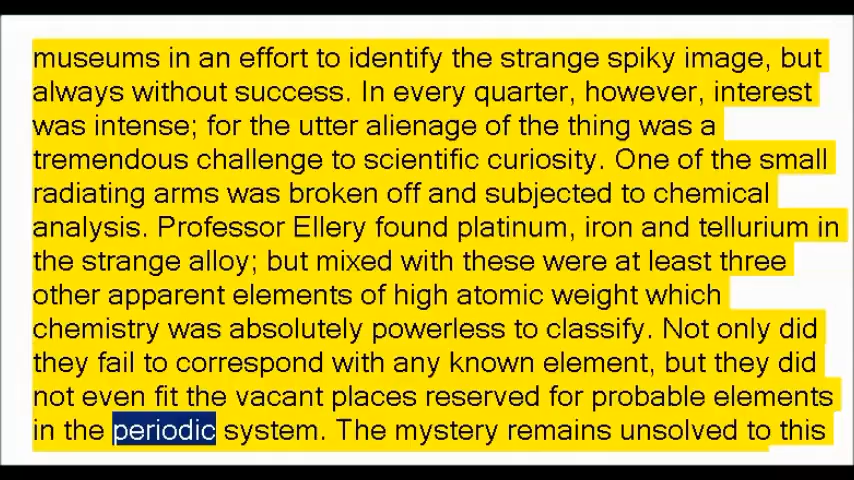 museums in an effort to identify the strange spiky image, but
always without success. In every quarter, however, interest
was intense; for the utter alienage of the thing was a
tremendous challenge to scientific curiosity. One of the small
radiating arms was broken off and subjected to chemical
analysis. Professor Ellery found platinum, iron and tellurium in
the strange alloy; but mixed with these were at least three
other apparent elements of high atomic weight which
chemistry was absolutely powerless to classify. Not only did
they fail to correspond with any known element, but they did
not even fit the vacant places reserved for probable elements
in the periodic system. The mystery remains unsolved to this